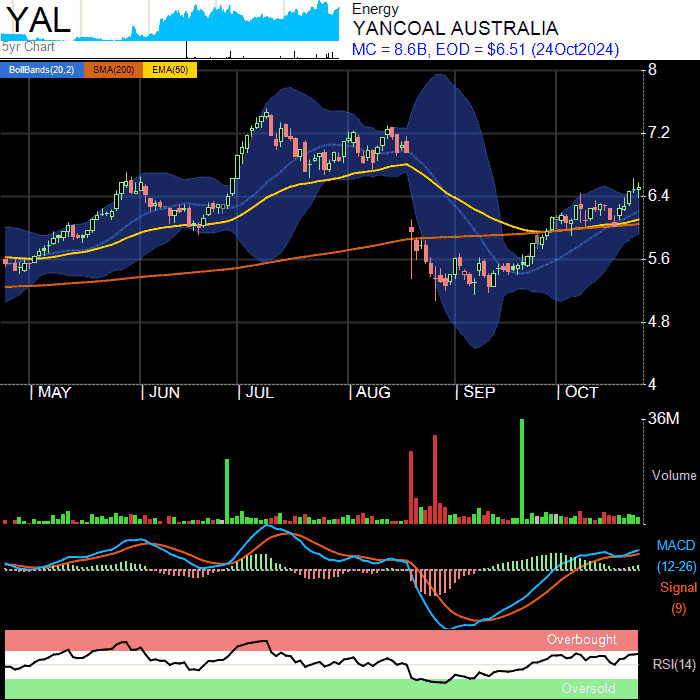 YAL
5yr Chart
Energy
YANCOAL AUSTRALIA
MC = 8.6B, EOD = $6.51 (24Oct2024)
BollBands(20,2) SMA(200) EMA(50)
8
7.2
6.4
5.6
4.8
4
MAY JUN JUL AUG SEP OCT
36M
Volume
MACD
(12-26)
Signal
(9)
Overbought
RSI(14)
Oversold